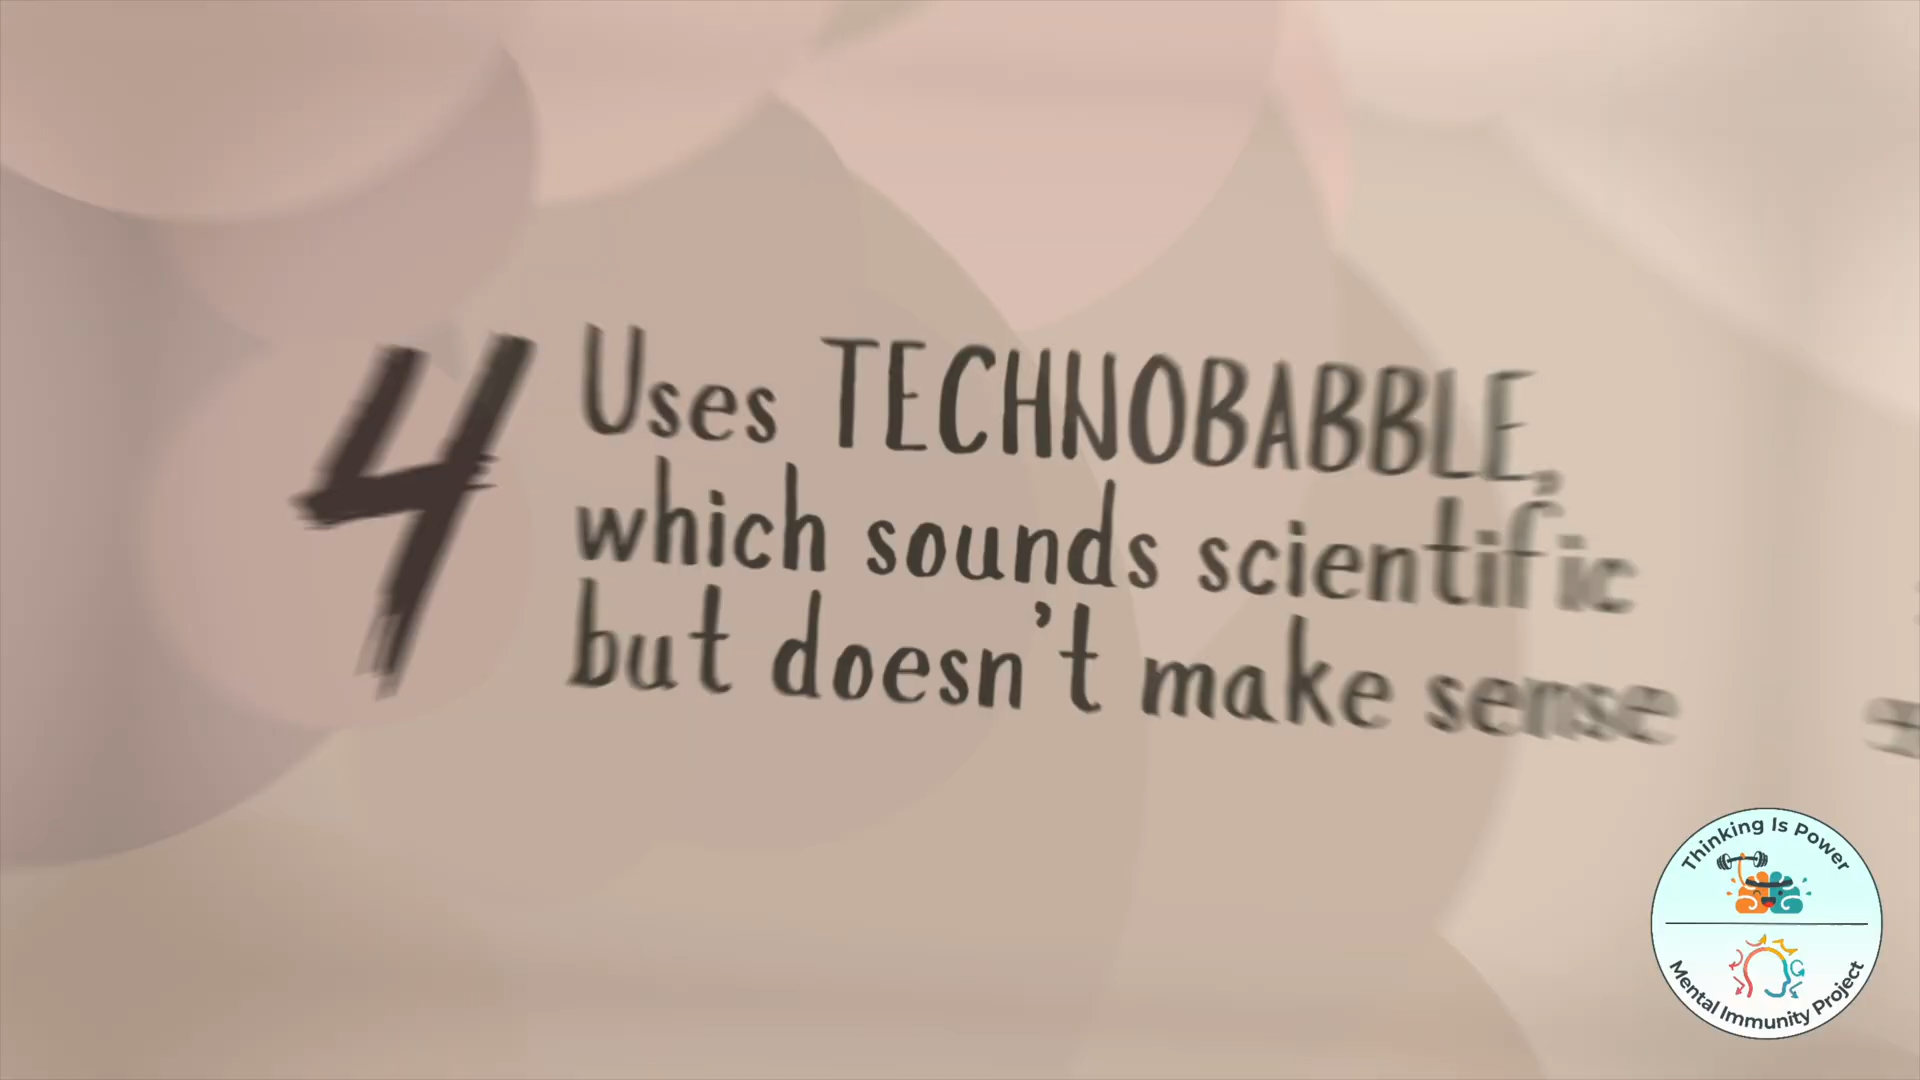 4
Uses TECHNOBABBLE,
which sounds scientific
but doesn't make sense
Thinking Is Power
Mental Immunity Project